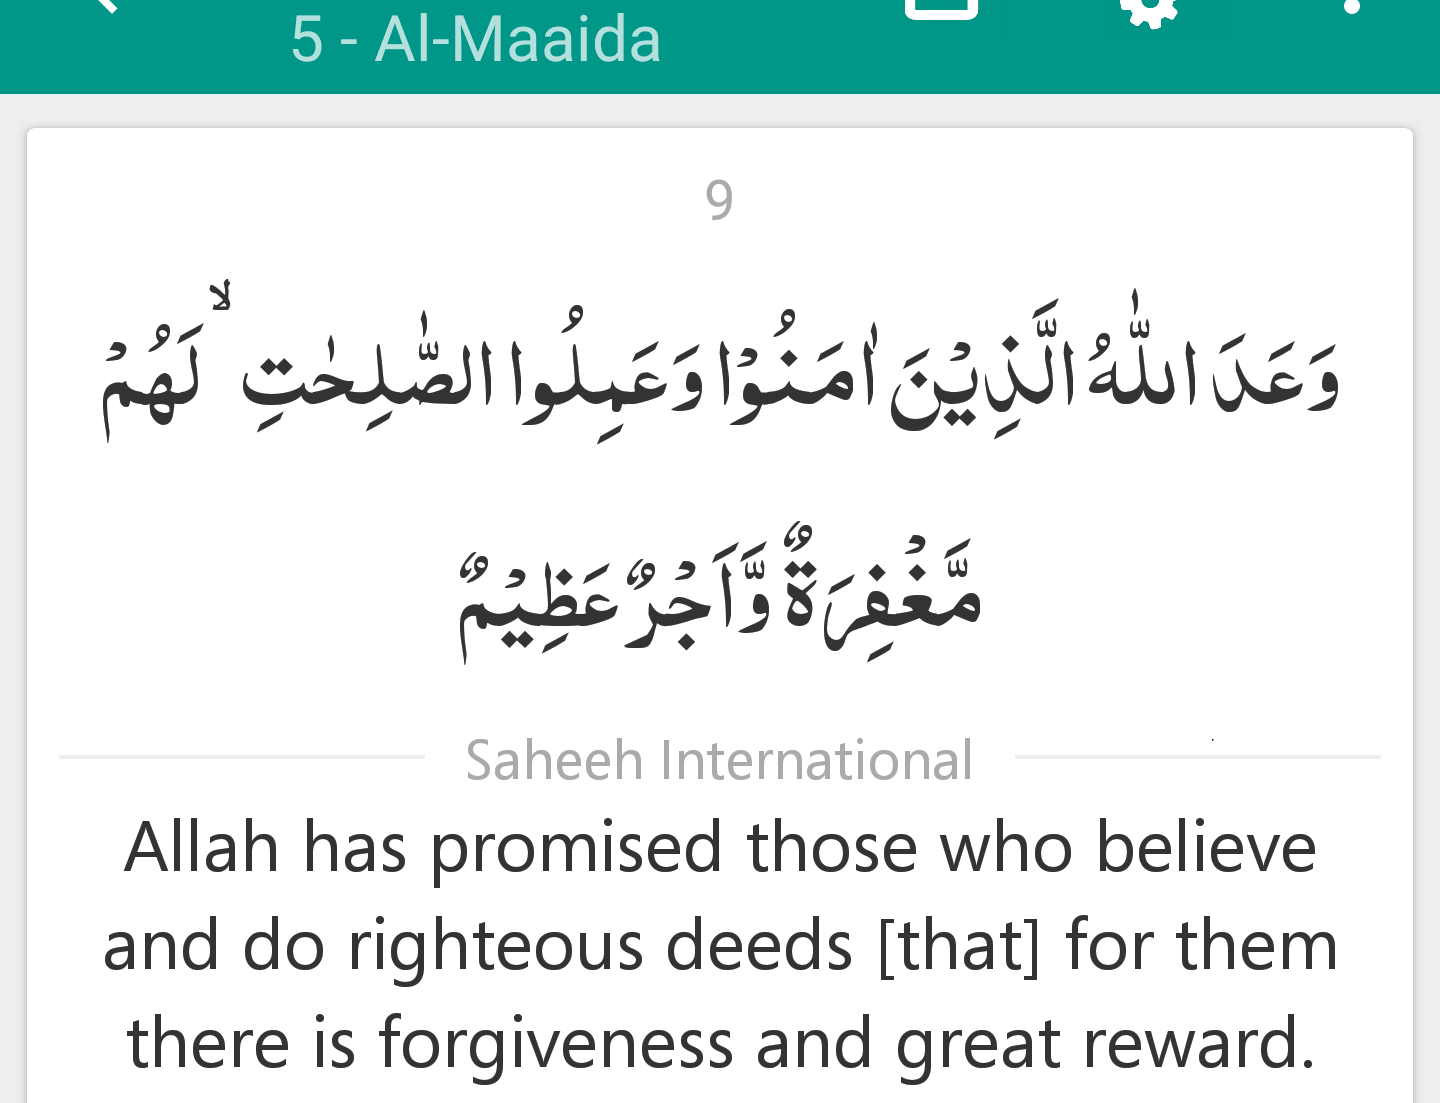 5 - Al-Maaida
9
وَعَدَ اللّٰهُ الَّذِيْنَ اٰمَنُوْا وَعَمِلُوا الصّٰلِحٰتِ ۙ لَهُمْ
مَّغْفِرَةٌ وَّاَجْرٌ عَظِيْمٌ
Saheeh International
Allah has promised those who believe
and do righteous deeds [that] for them
there is forgiveness and great reward.